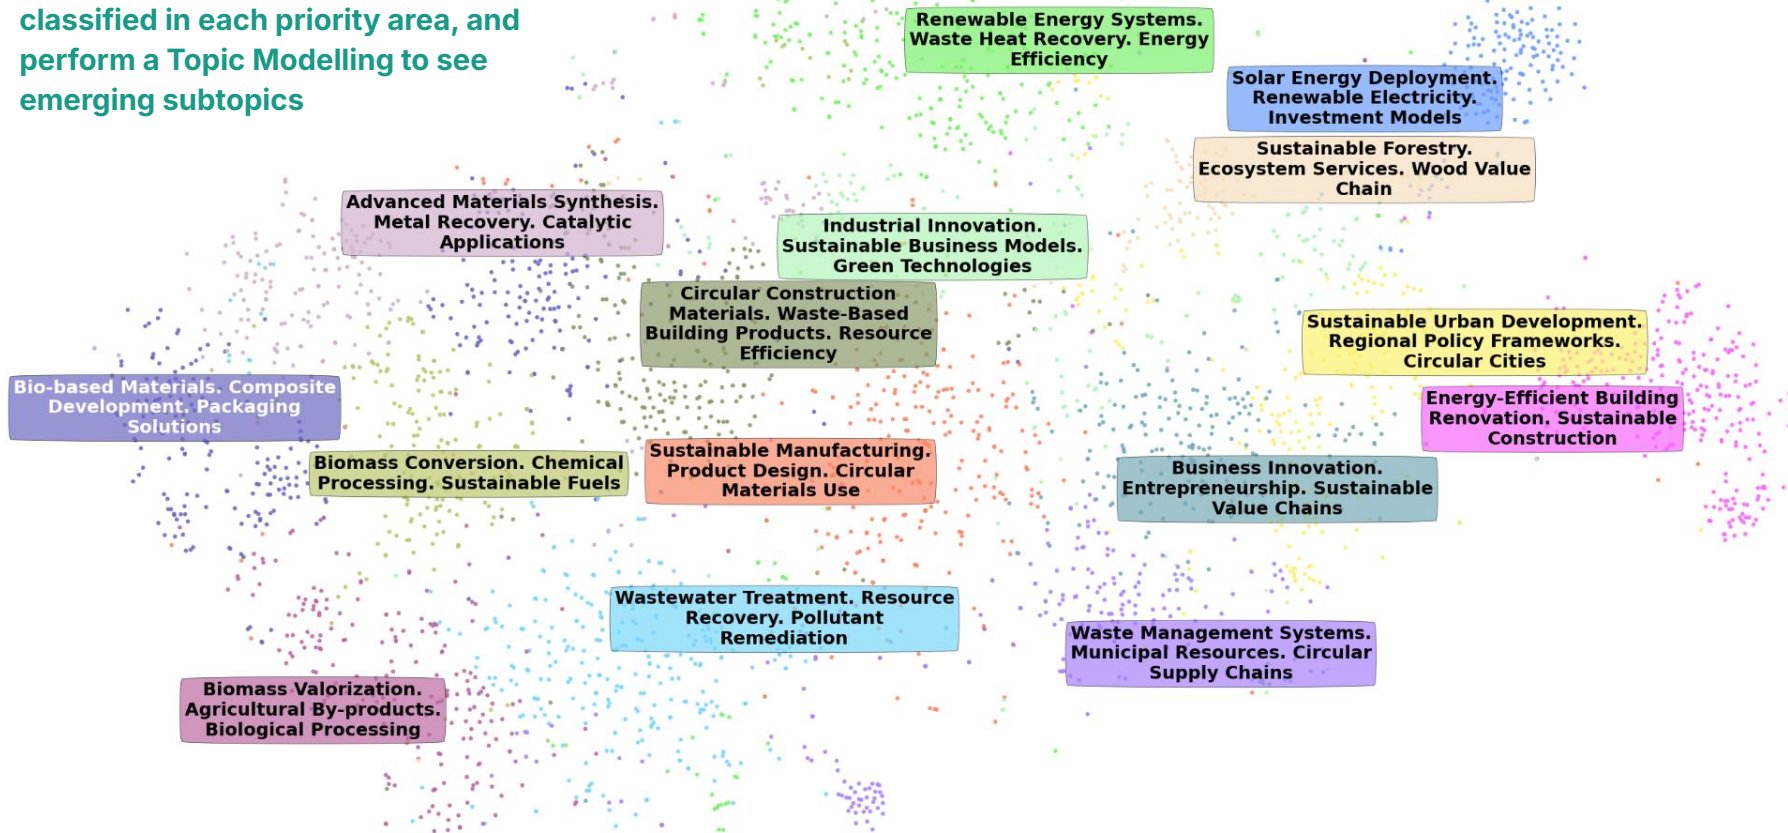 classified in each priority area, and
perform a Topic Modelling to see
emerging subtopics
Renewable Energy Systems.
Waste Heat Recovery. Energy
Efficiency
Solar Energy Deployment.
Renewable Electricity.
Investment Models
Sustainable Forestry.
Ecosystem Services. Wood Value
Chain
Advanced Materials Synthesis.
Metal Recovery. Catalytic
Applications
Industrial Innovation.
Sustainable Business Models.
Green Technologies
Circular Construction
Materials. Waste-Based
Building Products. Resource
Efficiency
Sustainable Urban Development.
Regional Policy Frameworks.
Circular Cities
Bio-based Materials. Composite
Development. Packaging
Solutions
Energy-Efficient Building
Renovation. Sustainable
Construction
Biomass Conversion. Chemical
Processing. Sustainable Fuels
Sustainable Manufacturing.
Product Design. Circular
Materials Use
Business Innovation.
Entrepreneurship. Sustainable
Value Chains
Wastewater Treatment. Resource
Recovery. Pollutant
Remediation
Waste Management Systems.
Municipal Resources. Circular
Supply Chains
Biomass Valorization.
Agricultural By-products.
Biological Processing